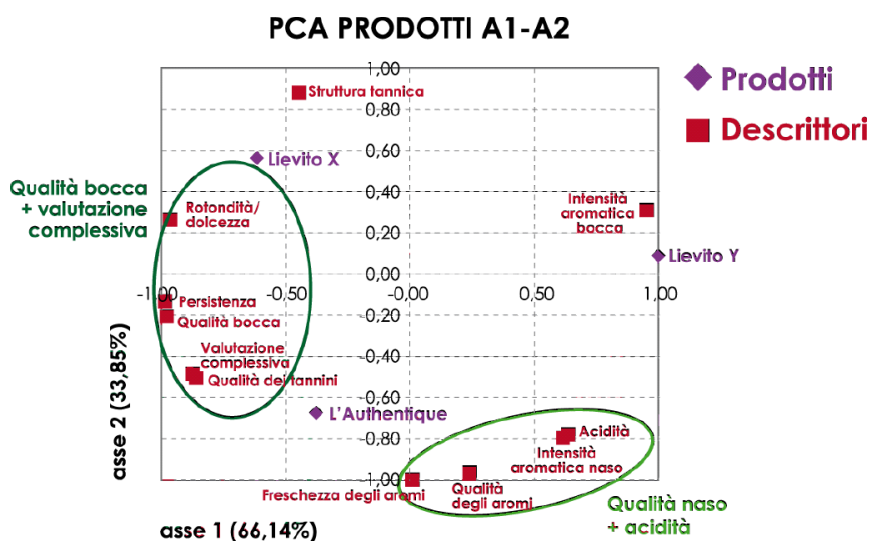 PCA PRODOTTI A1-A2
Prodotti
Descrittori
1,00
0,80
0,60
0,40
0,20
0,00
-0,20
-0,40
-0,60
-0,80
-1,00
-1,00
-0,50
-0,00
0,50
1,00
Struttura tannica
Lievito X
Qualità bocca
+ valutazione
complessiva
Rotondità/
dolcezza
Intensità
aromatica
bocca
Lievito Y
Persistenza
Qualità bocca
Valutazione
complessiva
Qualità dei tannini
L'Authentique
Acidità
Intensità
aromatica naso
Freschezza degli aromi
Qualità
degli aromi
Qualità naso
+ acidità
asse 2 (33,85%)
asse 1 (66,14%)